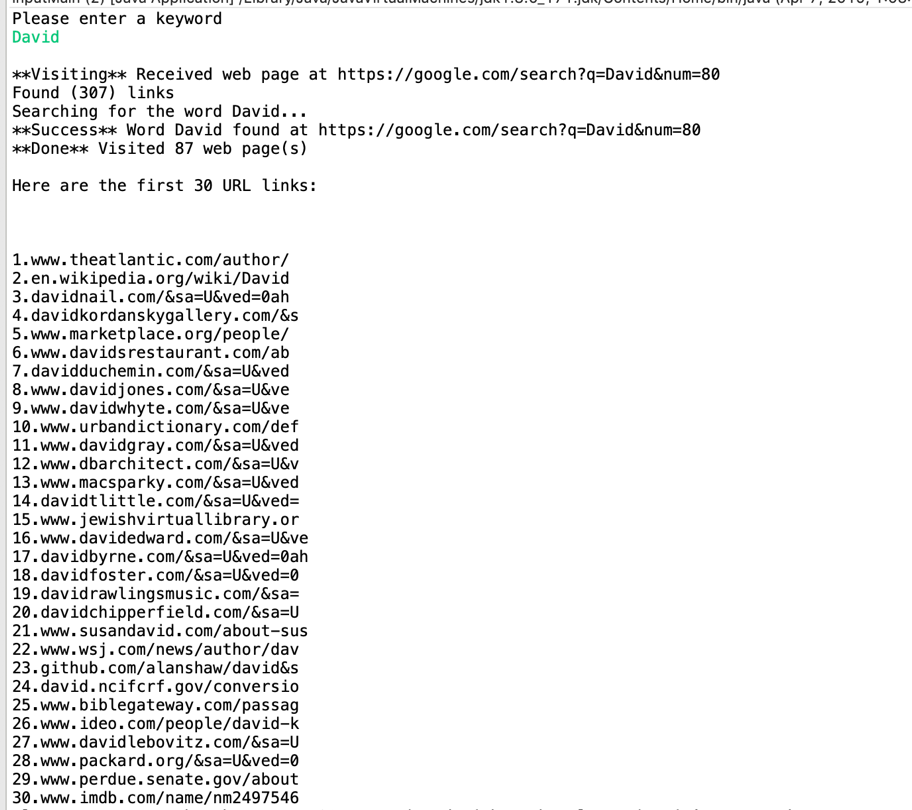 Please enter a keyword
David
**Visiting** Received web page at https://google.com/search?q=David&num=80
Found (307) links
Searching for the word David...
**Success** Word David found at https://google.com/search?q=David&num=80
**Done** Visited 87 web page(s)
Here are the first 30 URL links:
1.www.theatlantic.com/author/
2.en.wikipedia.org/wiki/David
3.davidnail.com/&sa=U&ved=0ah
4.davidkordanskygallery.com/&s
5.www.marketplace.org/people/
6.www.davidsrestaurant.com/ab
7.davidduchemin.com/&sa=U&ved
8.www.davidjones.com/&sa=U&ve
9.www.davidwhyte.com/&sa=U&ve
10.www.urbandictionary.com/def
11.www.davidgray.com/&sa=U&ved
12.www.dbarchitect.com/&sa=U&v
13.www.macsparky.com/&sa=U&ved
14.davidtlittle.com/&sa=U&ved=
15.www.jewishvirtuallibrary.or
16.www.davidedward.com/&sa=U&ve
17.davidbyrne.com/&sa=U&ved=0ah
18.davidfoster.com/&sa=U&ved=0
19.davidrawlingsmusic.com/&sa=
20.davidchipperfield.com/&sa=U
21.www.susandavid.com/about-sus
22.www.wsj.com/news/author/dav
23.github.com/alanshaw/david&s
24.david.ncifcrf.gov/conversio
25.www.biblegateway.com/passag
26.www.ideo.com/people/david-k
27.www.davidlebovitz.com/&sa=U
28.www.packard.org/&sa=U&ved=0
29.www.perdue.senate.gov/about
30.www.imdb.com/name/nm2497546